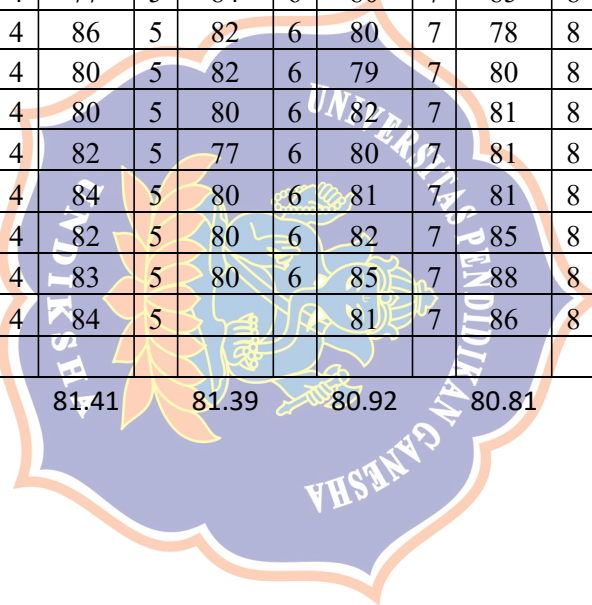 4 86 5 82 6 80 7 78 8
4 80 5 82 6 79 7 80 8
4 80 5 80 6 82 7 81 8
4 82 5 77 6 80 7 81 8
4 84 5 80 6 81 7 81 8
4 82 5 80 6 82 7 85 8
4 83 5 80 6 85 7 88 8
4 84 5 81 7 86 8
81.41 81.39 80.92 80.81
UNIVERSITAS PENDIDIKAN GANESHA
UNDIKSHA